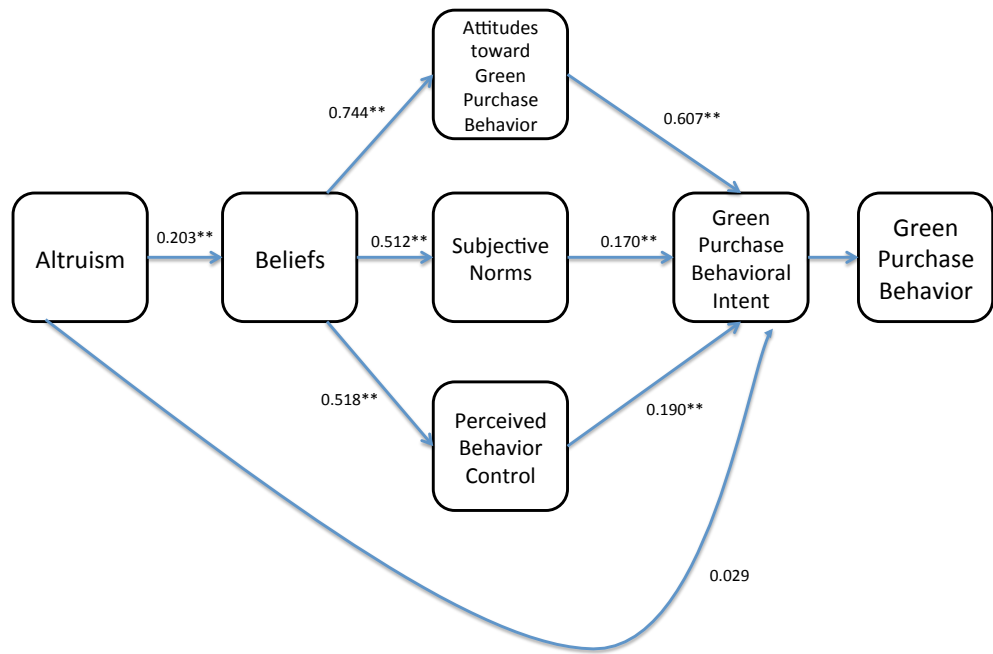 Attitudes
toward
Green
Purchase
Behavior
0.744**
0.607**
Altruism
0.203**
Beliefs
0.512**
Subjective
Norms
0.170**
Green
Purchase
Behavioral
Intent
Green
Purchase
Behavior
0.518**
Perceived
Behavior
Control
0.190**
0.029